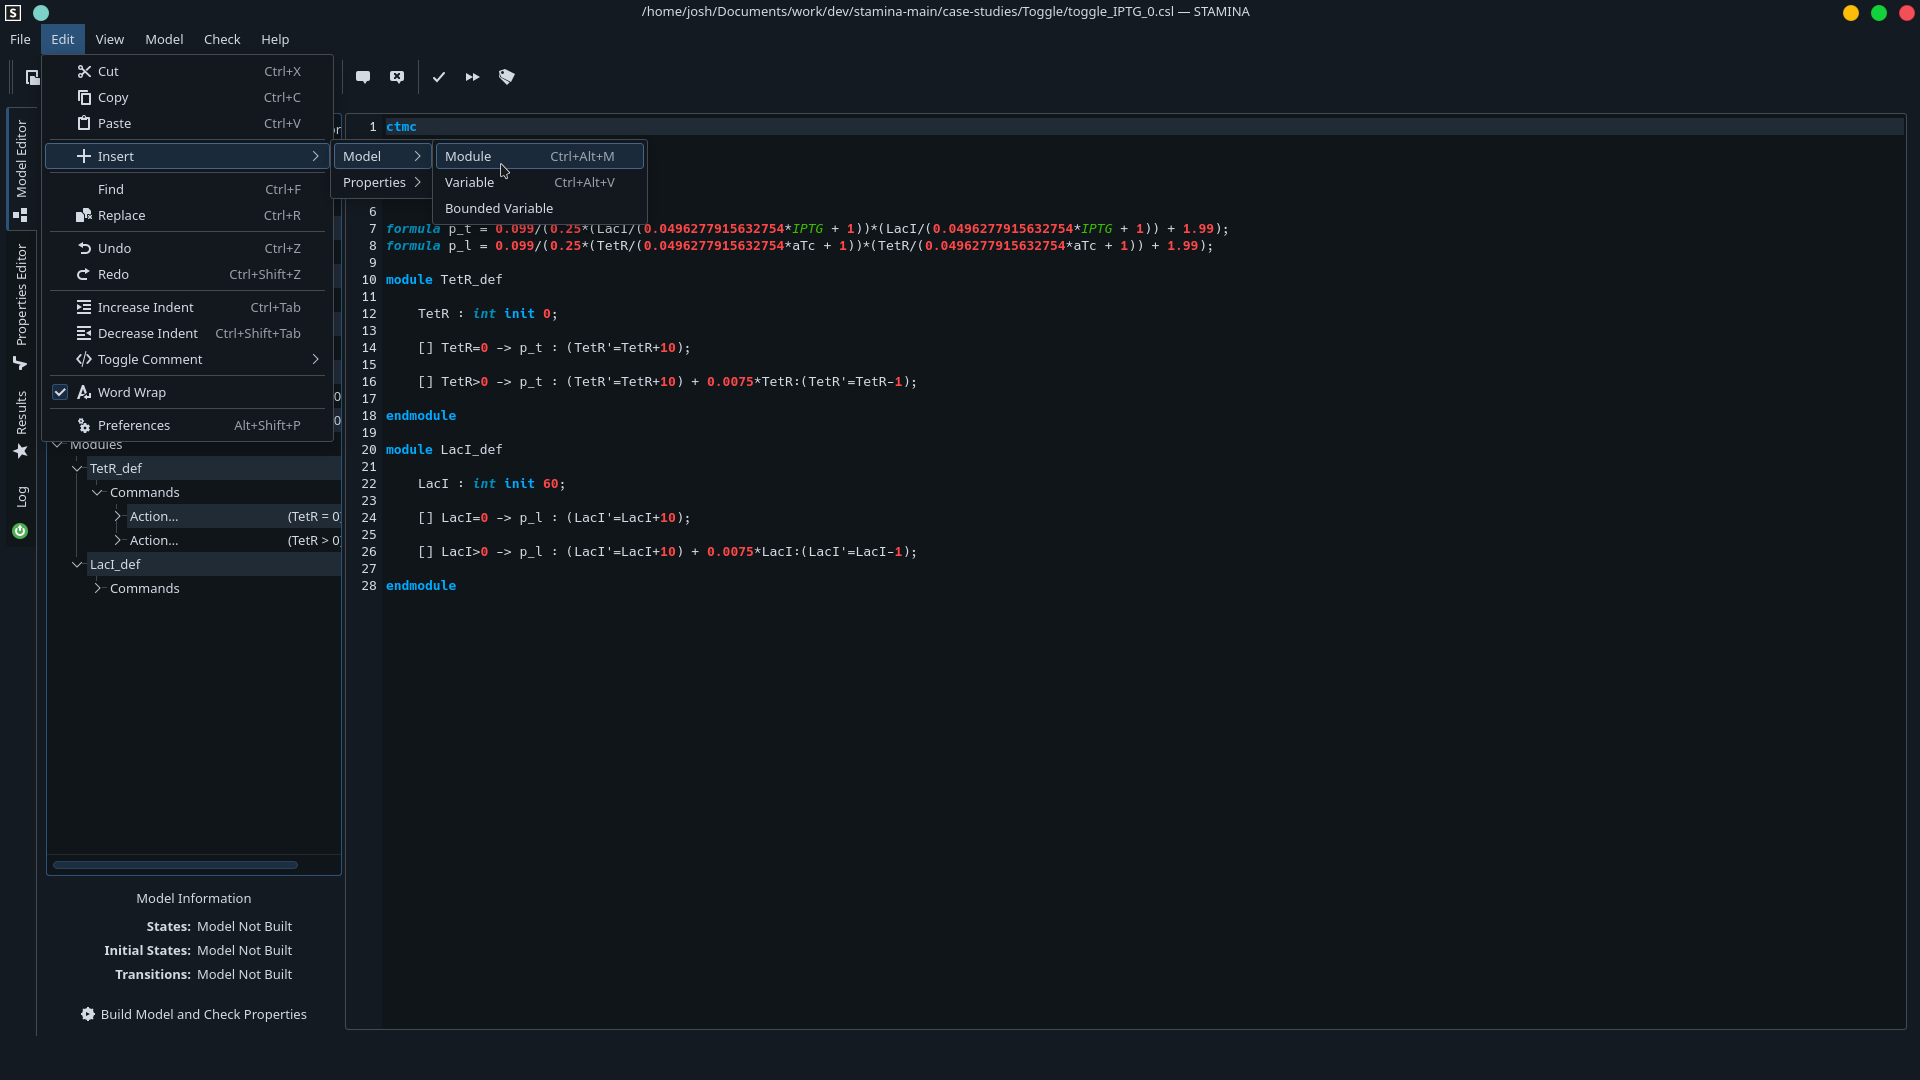 S
/home/josh/Documents/work/dev/stamina-main/case-studies/Toggle/toggle_IPTG_0.csl — STAMINA
File Edit View Model Check Help
Cut Ctrl+X
Copy Ctrl+C
Paste Ctrl+V
Insert
Find Ctrl+F
Replace Ctrl+R
Undo Ctrl+Z
Redo Ctrl+Shift+Z
Increase Indent Ctrl+Tab
Decrease Indent Ctrl+Shift+Tab
Toggle Comment
Word Wrap
Preferences Alt+Shift+P
Model
Properties
Module Ctrl+Alt+M
Variable Ctrl+Alt+V
Bounded Variable
Model Editor
Properties Editor
Results
Log
Modules
TetR_def
Commands
Action... (TetR = 0)
Action... (TetR > 0)
LacI_def
Commands
Model Information
States: Model Not Built
Initial States: Model Not Built
Transitions: Model Not Built
Build Model and Check Properties
1 ctmc
6
7 formula p_t = 0.099/(0.25*(LacI/(0.0496277915632754*IPTG + 1))*(LacI/(0.0496277915632754*IPTG + 1)) + 1.99);
8 formula p_l = 0.099/(0.25*(TetR/(0.0496277915632754*aTc + 1))*(TetR/(0.0496277915632754*aTc + 1)) + 1.99);
9
10 module TetR_def
11
12 TetR : int init 0;
13
14 [] TetR=0 -> p_t : (TetR'=TetR+10);
15
16 [] TetR>0 -> p_t : (TetR'=TetR+10) + 0.0075*TetR:(TetR'=TetR-1);
17
18 endmodule
19
20 module LacI_def
21
22 LacI : int init 60;
23
24 [] LacI=0 -> p_l : (LacI'=LacI+10);
25
26 [] LacI>0 -> p_l : (LacI'=LacI+10) + 0.0075*LacI:(LacI'=LacI-1);
27
28 endmodule